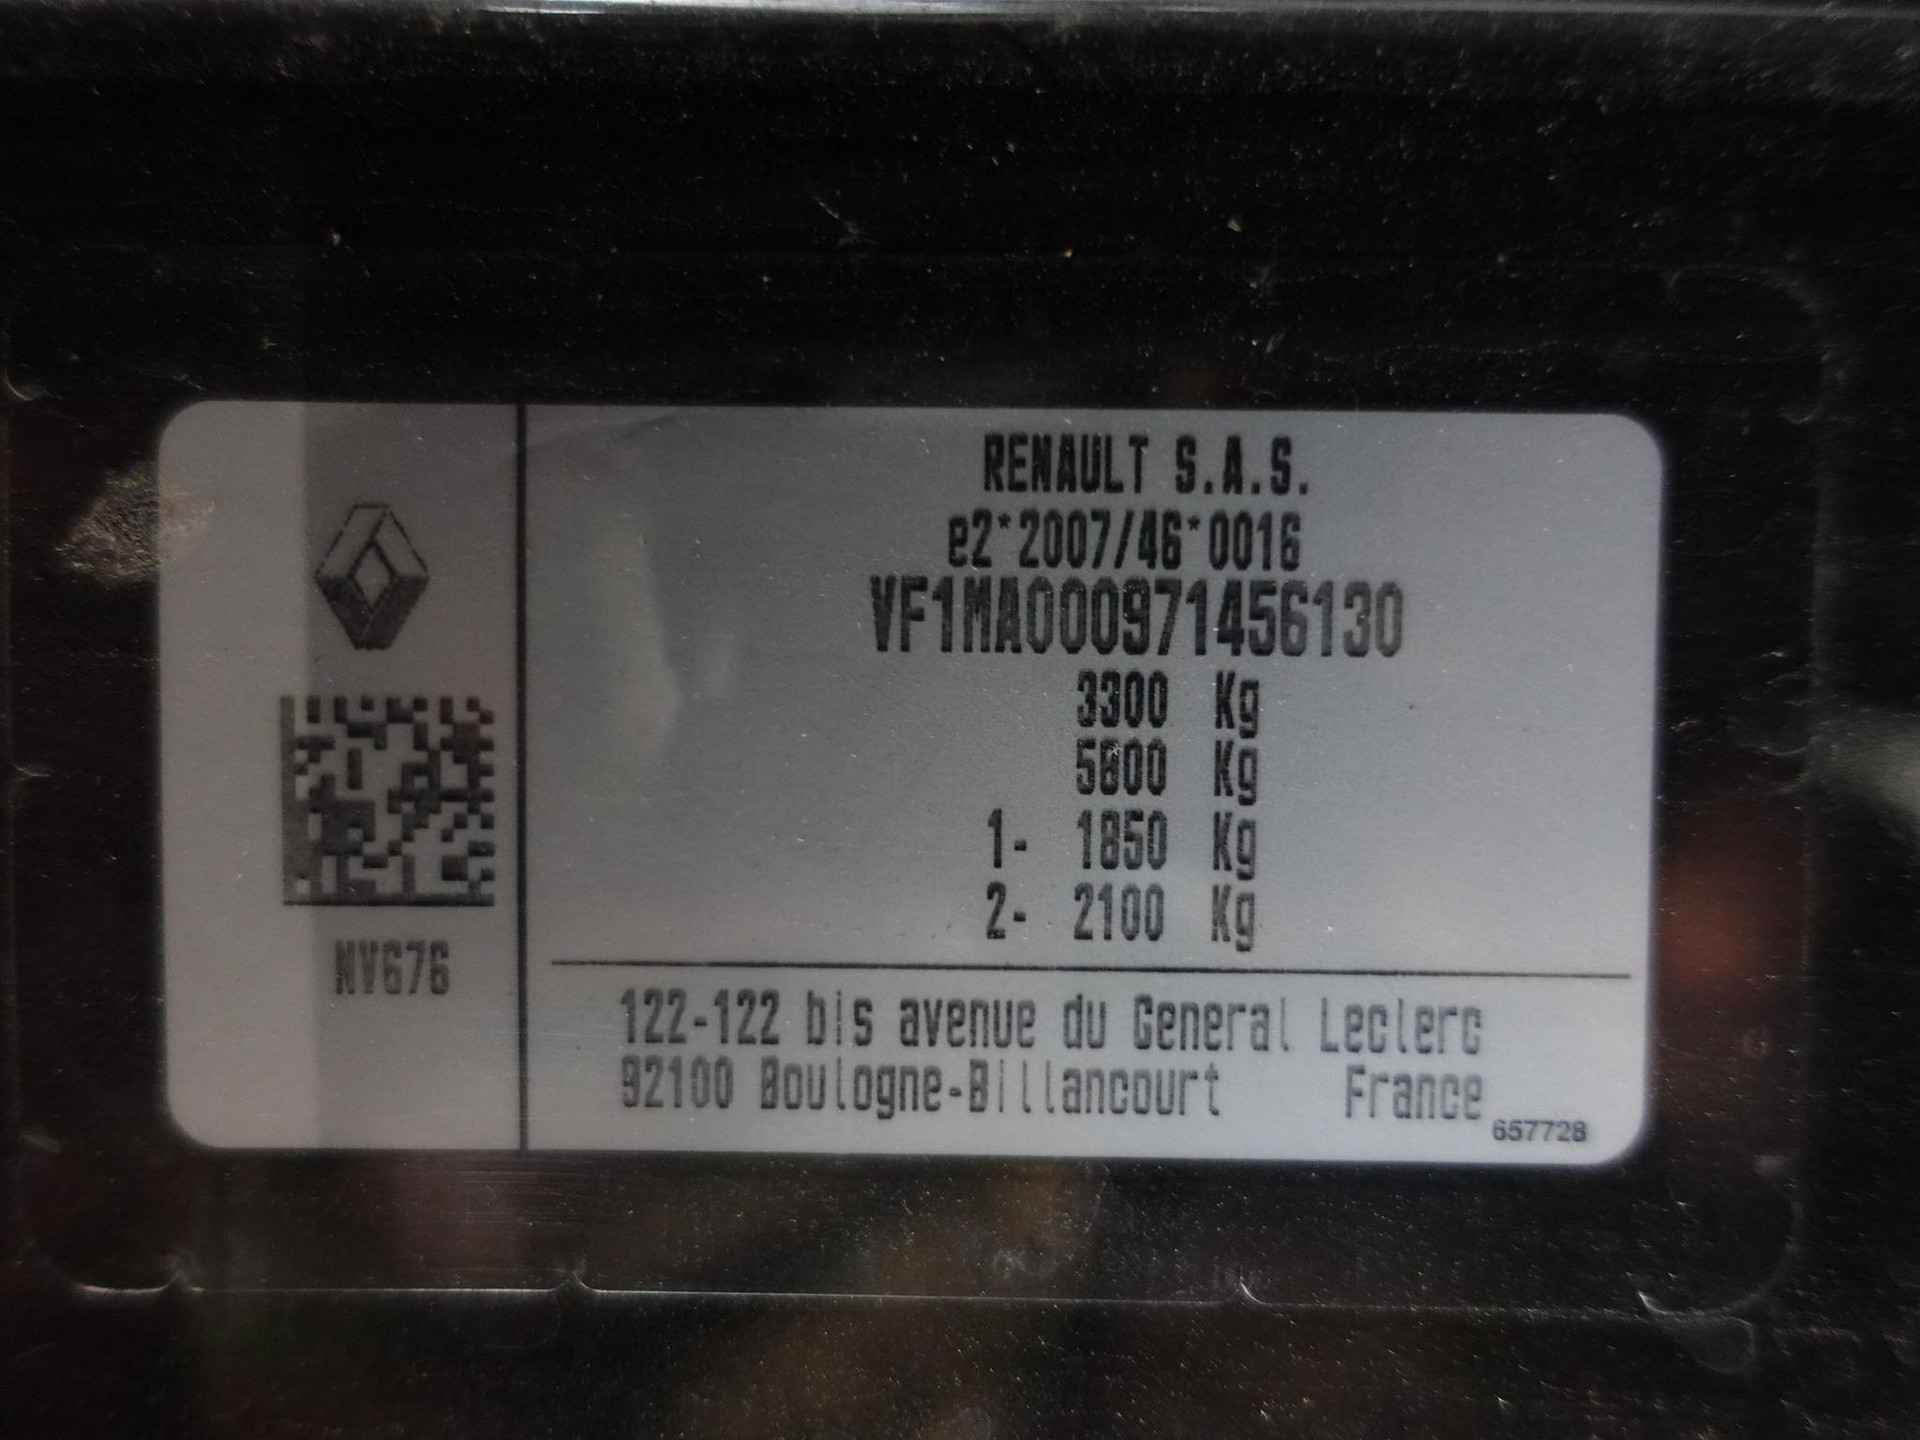 RENAULT S.A.S.
e2*2007/46*0016
VF1MA000971456130
3300 Kg
5800 Kg
1- 1850 Kg
2- 2100 Kg
NV676
122-122 bis avenue du General Leclerc
92100 Boulogne-Billancourt France
657728